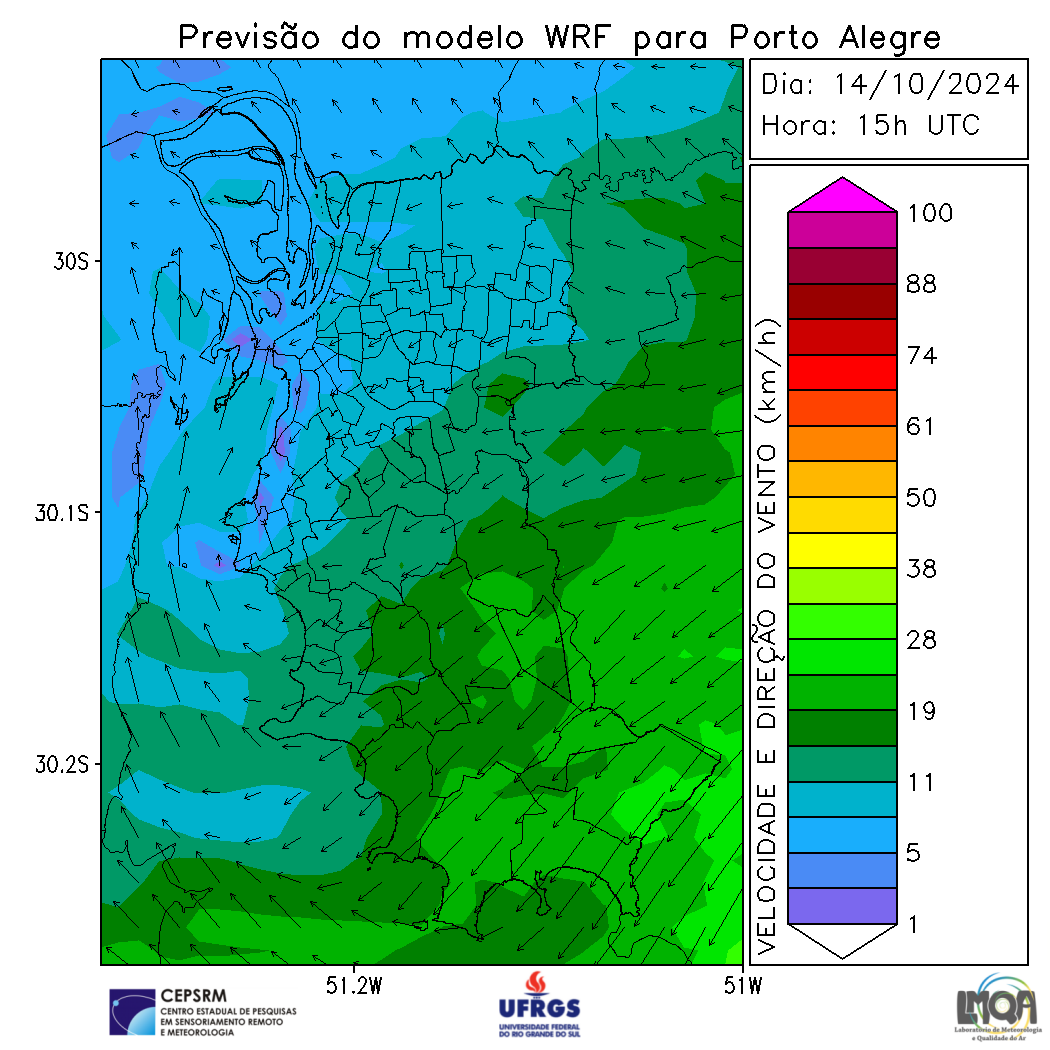 Previsão do modelo WRF para Porto Alegre
Dia: 14/10/2024
Hora: 15h UTC
30S
30.1S
30.2S
51.2W
51W
VELOCIDADE E DIREÇÃO DO VENTO (km/h)
100
88
74
61
50
38
28
19
11
5
1
CEPSRM
CENTRO ESTADUAL DE PESQUISAS
EM SENSORIAMENTO REMOTO
E METEOROLOGIA
UFRGS
UNIVERSIDADE FEDERAL
DO RIO GRANDE DO SUL
LMQA
Laboratório de Meteorologia
e Qualidade do Ar